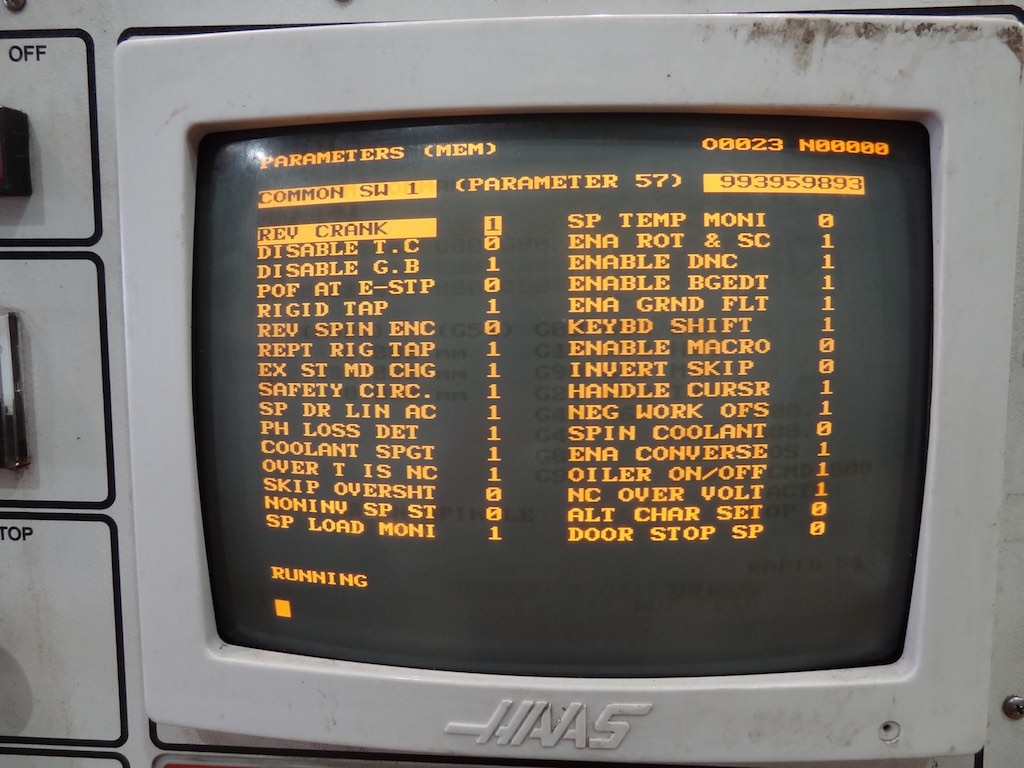 OFF
TOP
PARAMETERS (MEM) O0023 N00000
COMMON SW 1 (PARAMETER 57) 993959893
REV CRANK 1 SP TEMP MONI 0
DISABLE T.C 0 ENA ROT & SC 1
DISABLE G.B 1 ENABLE DNC 1
POF AT E-STP 0 ENABLE BGEDT 1
RIGID TAP 1 ENA GRND FLT 1
REV SPIN ENC 0 KEYBD SHIFT 1
REPT RIG TAP 1 ENABLE MACRO 0
EX ST MD CHG 1 INVERT SKIP 0
SAFETY CIRC. 1 HANDLE CURSR 1
SP DR LIN AC 1 NEG WORK OFS 1
PH LOSS DET 1 SPIN COOLANT 0
COOLANT SPGT 1 ENA CONVERSE 1
OVER T IS NC 1 OILER ON/OFF 1
SKIP OVERSHT 0 NC OVER VOLT 1
NONINV SP ST 0 ALT CHAR SET 0
SP LOAD MONI 1 DOOR STOP SP 0
RUNNING
HAAS